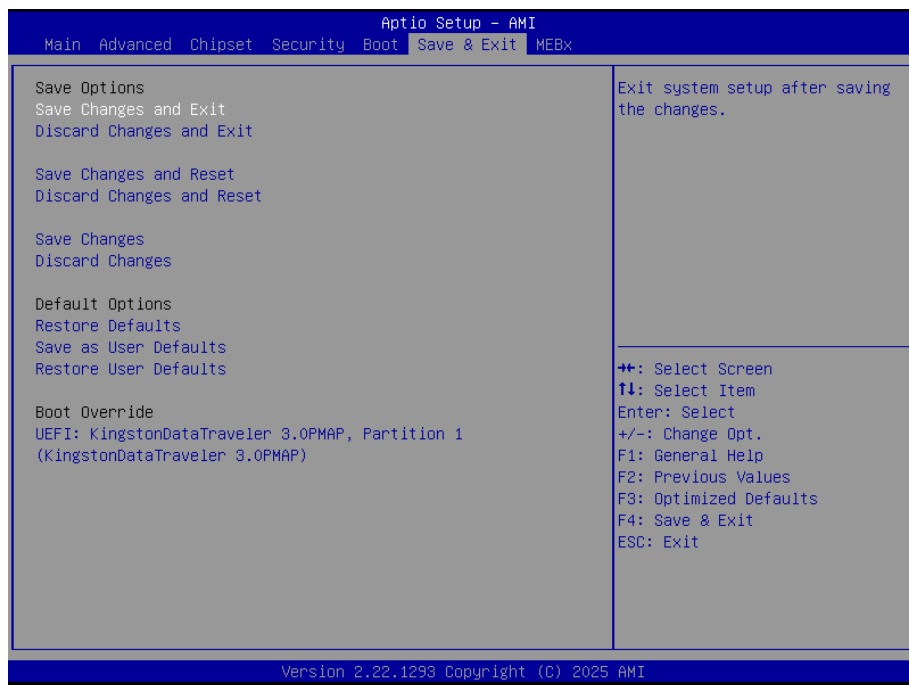 Aptio Setup – AMI
Main Advanced Chipset Security Boot Save & Exit MEBx
Save Options
Save Changes and Exit
Discard Changes and Exit
Save Changes and Reset
Discard Changes and Reset
Save Changes
Discard Changes
Default Options
Restore Defaults
Save as User Defaults
Restore User Defaults
Boot Override
UEFI: KingstonDataTraveler 3.0PMAP, Partition 1
(KingstonDataTraveler 3.0PMAP)
Exit system setup after saving
the changes.
→←: Select Screen
↑↓: Select Item
Enter: Select
+/-: Change Opt.
F1: General Help
F2: Previous Values
F3: Optimized Defaults
F4: Save & Exit
ESC: Exit
Version 2.22.1293 Copyright (C) 2025 AMI